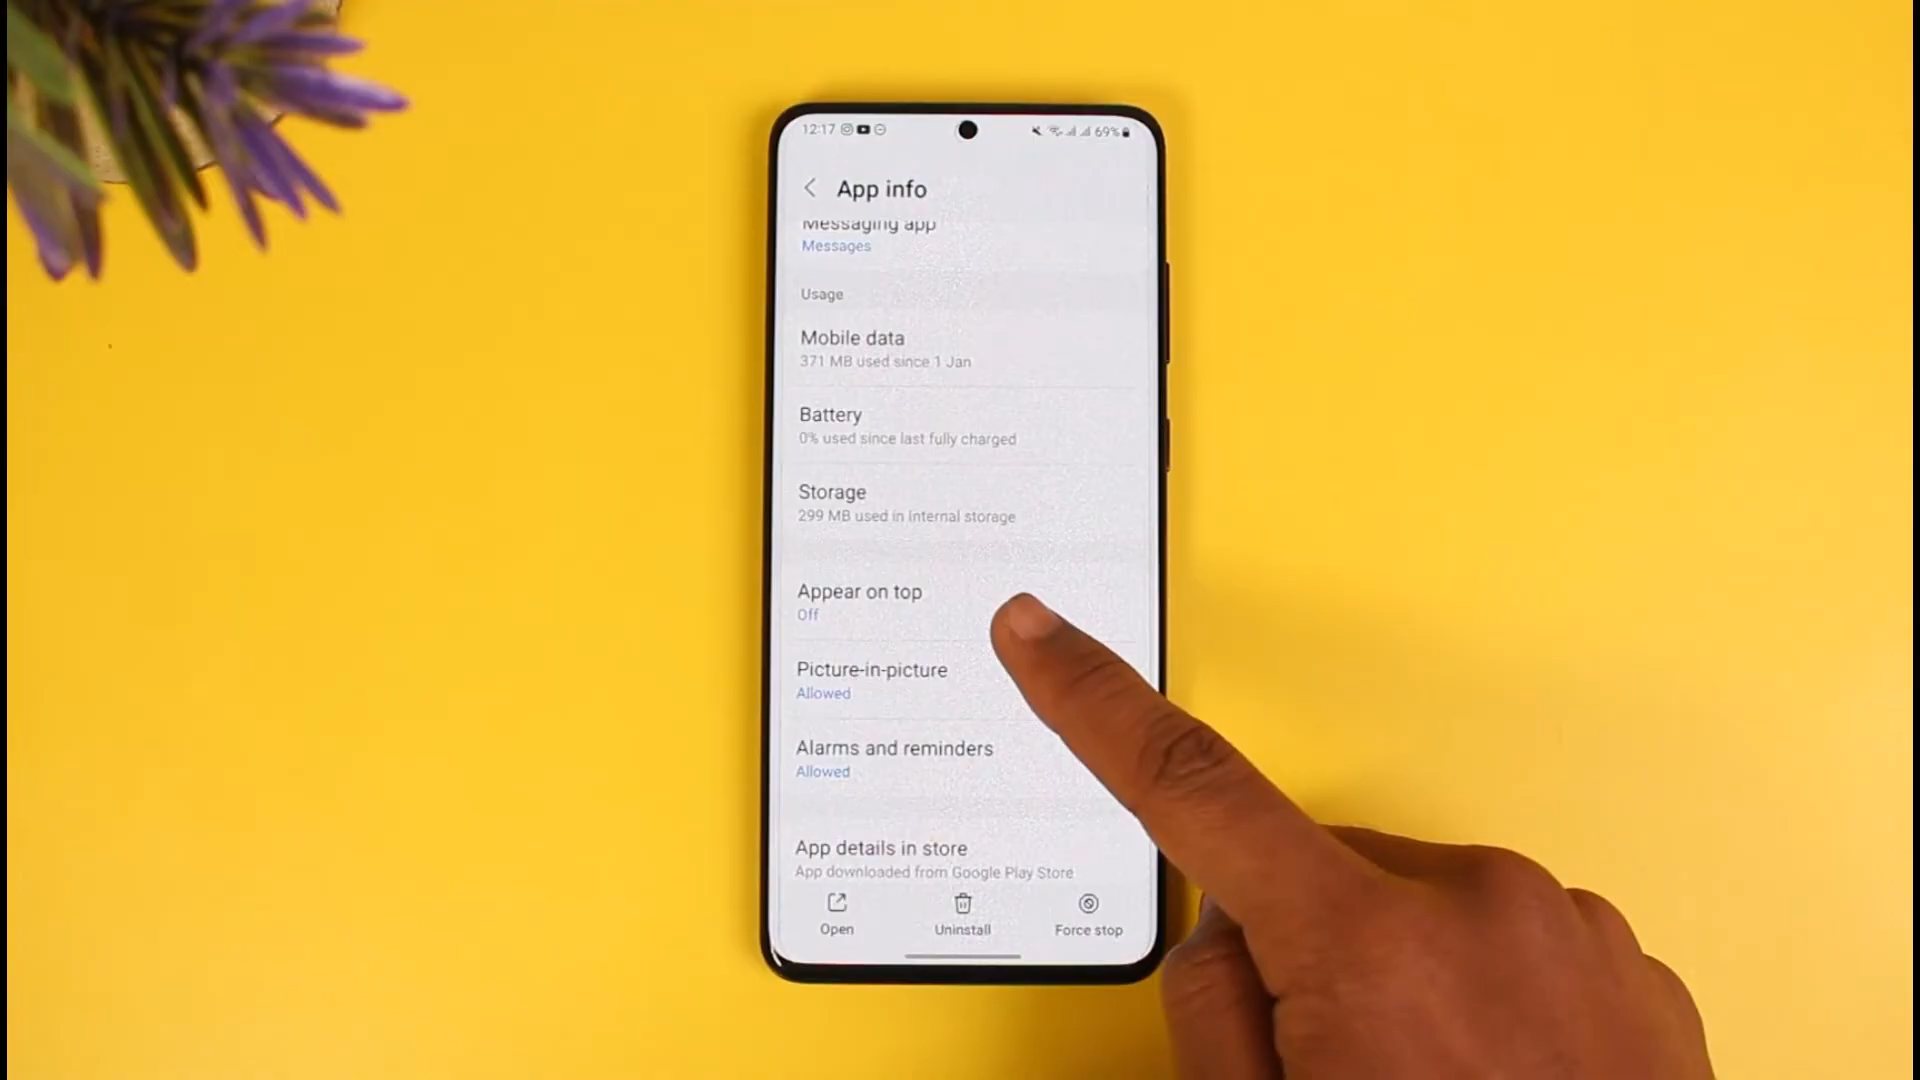 12:17
69%
App info
Messaging app
Messages
Usage
Mobile data
371 MB used since 1 Jan
Battery
0% used since last fully charged
Storage
299 MB used in Internal storage
Appear on top
Off
Picture-in-picture
Allowed
Alarms and reminders
Allowed
App details in store
App downloaded from Google Play Store
Open
Uninstall
Force stop